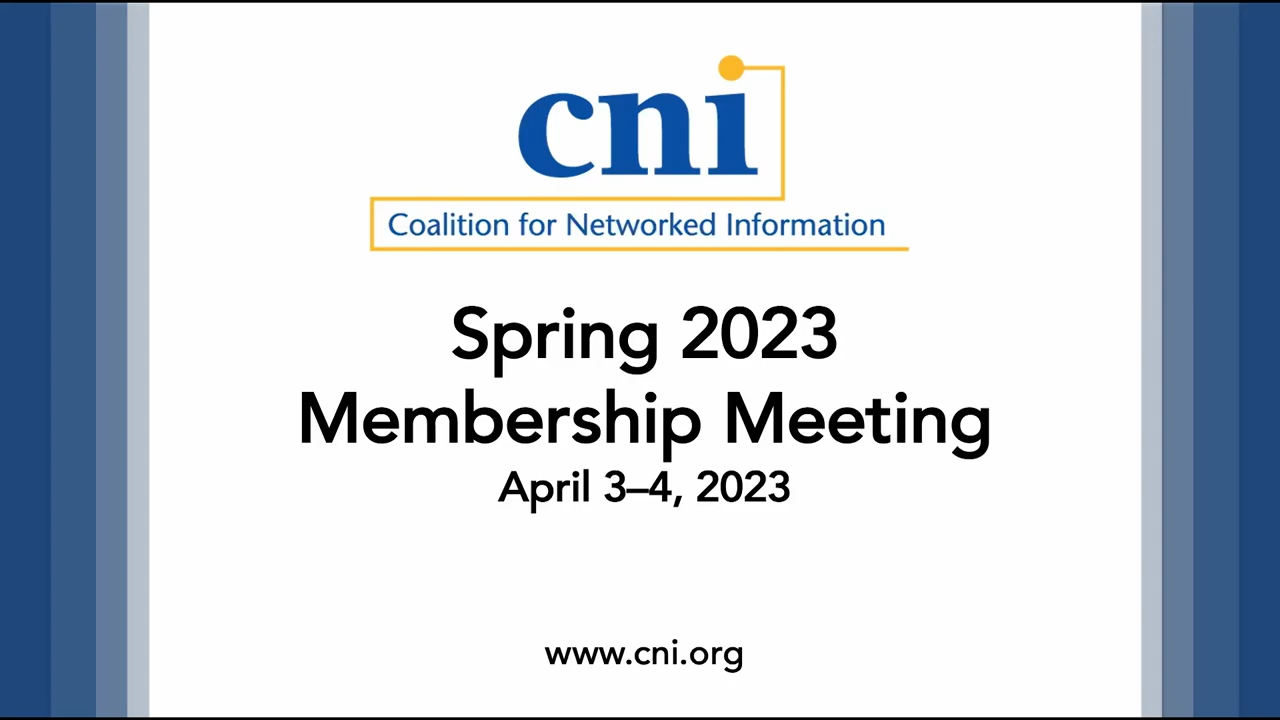 cni
Coalition for Networked Information
Spring 2023
Membership Meeting
April 3–4, 2023
www.cni.org